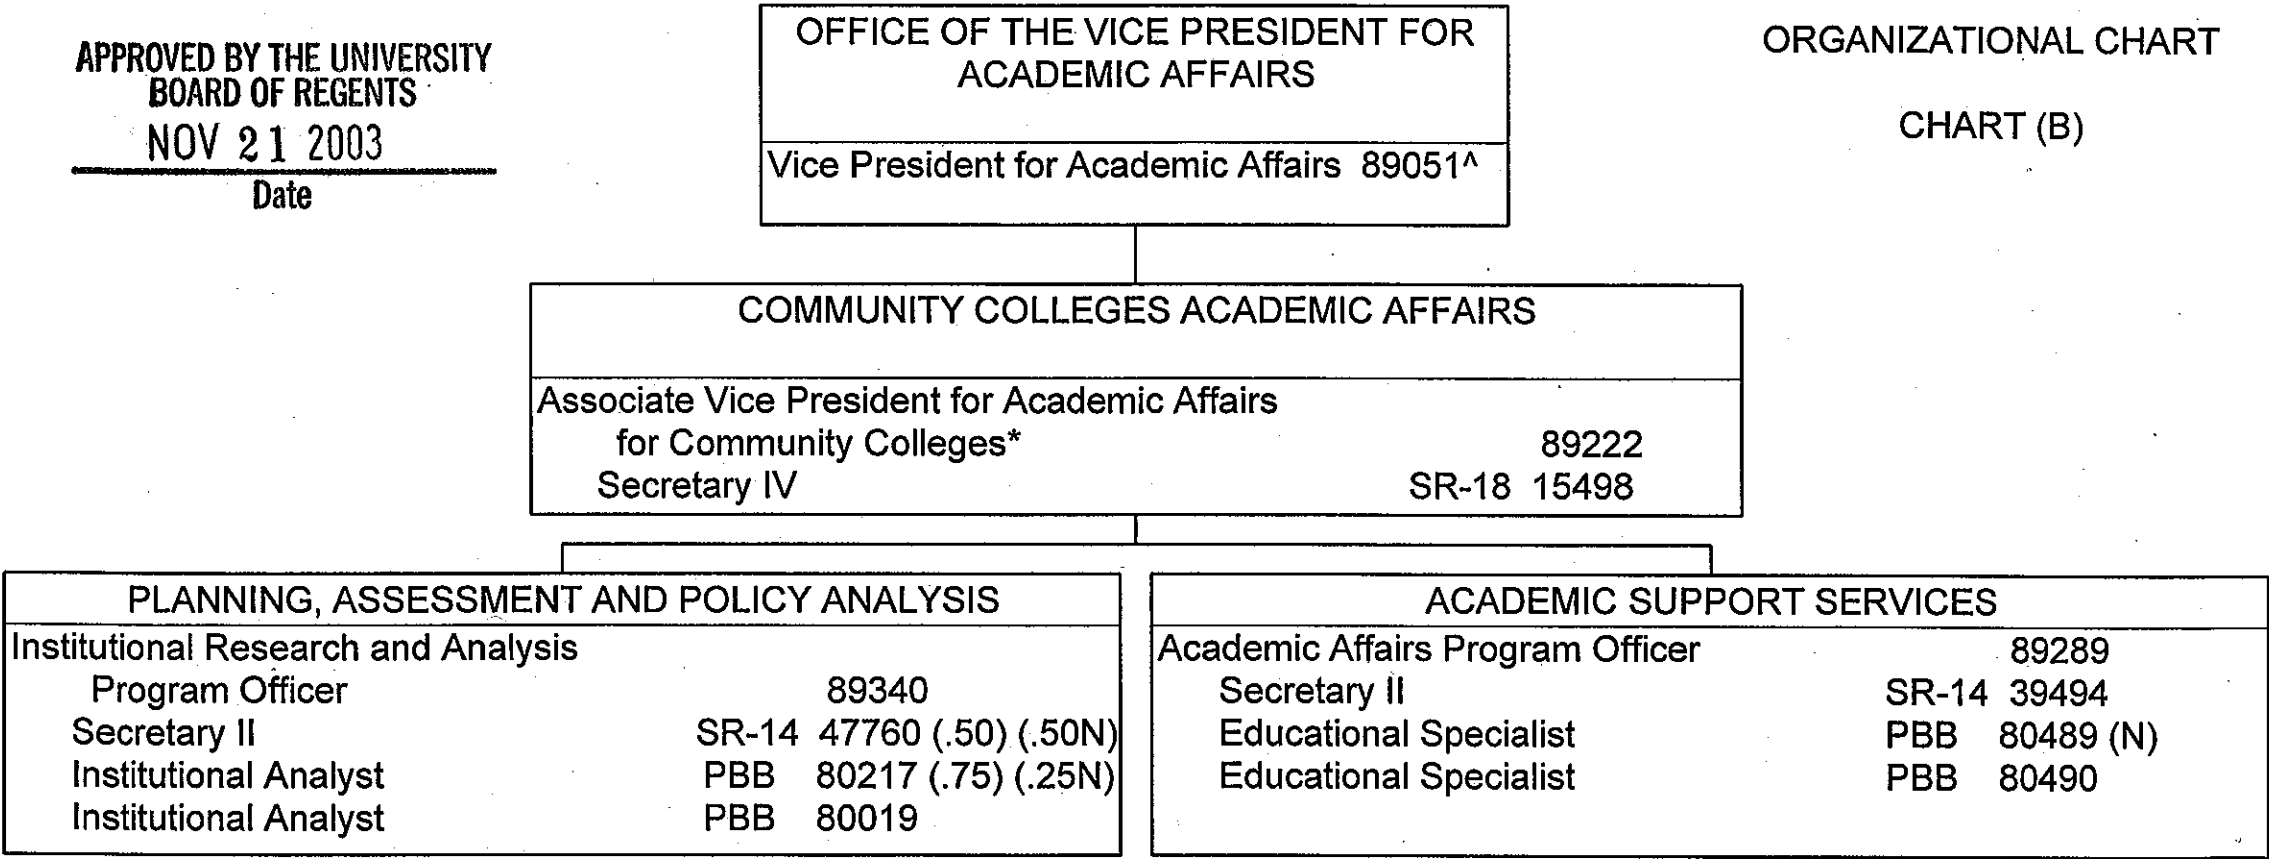 APPROVED BY THE UNIVERSITY
BOARD OF REGENTS
NOV 21 2003
Date
OFFICE OF THE VICE PRESIDENT FOR
ACADEMIC AFFAIRS
Vice President for Academic Affairs 89051^
ORGANIZATIONAL CHART
CHART (B)
COMMUNITY COLLEGES ACADEMIC AFFAIRS
Associate Vice President for Academic Affairs
for Community Colleges* 89222
Secretary IV SR-18 15498
PLANNING, ASSESSMENT AND POLICY ANALYSIS
Institutional Research and Analysis
Program Officer 89340
Secretary II SR-14 47760 (.50) (.50N)
Institutional Analyst PBB 80217 (.75) (.25N)
Institutional Analyst PBB 80019
ACADEMIC SUPPORT SERVICES
Academic Affairs Program Officer 89289
Secretary II SR-14 39494
Educational Specialist PBB 80489 (N)
Educational Specialist PBB 80490